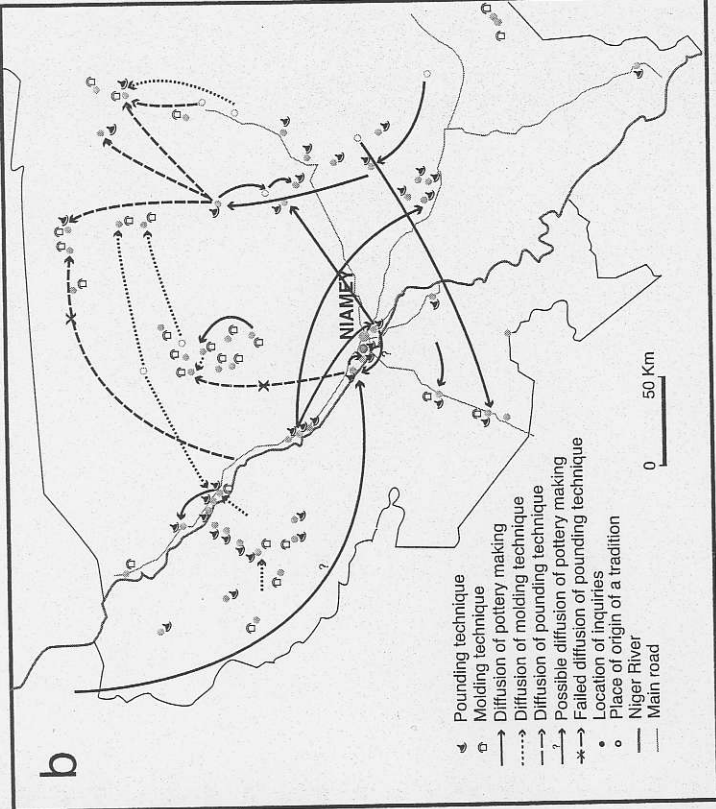 b
NIAMEY
?
?
0 50 Km
Pounding technique
Molding technique
Diffusion of pottery making
Diffusion of molding technique
Diffusion of pounding technique
? Possible diffusion of pottery making
Failed diffusion of pounding technique
Location of inquiries
Place of origin of a tradition
Niger River
Main road